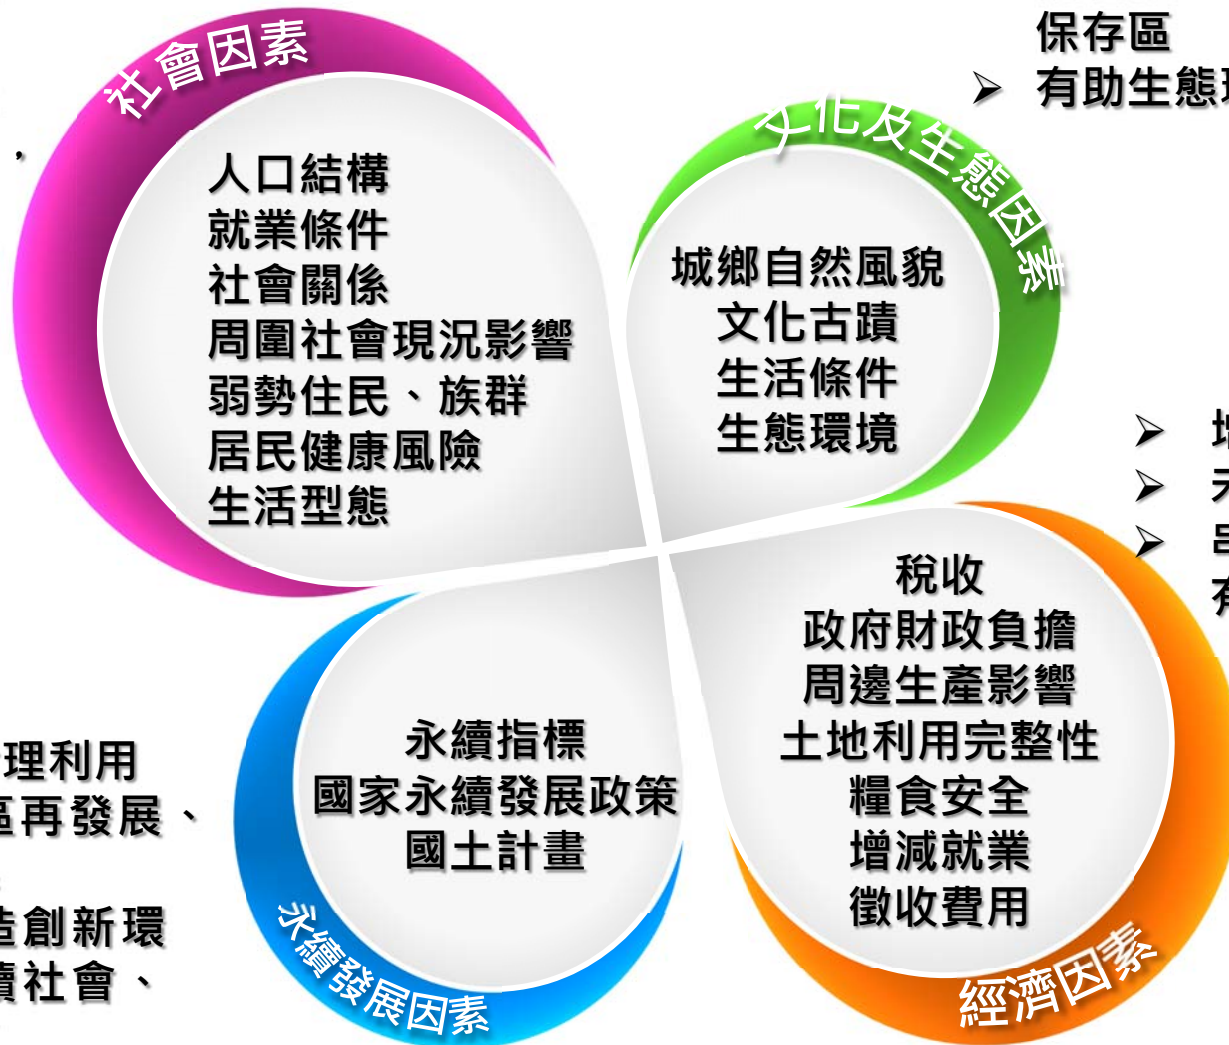 社會因素
人口結構
就業條件
社會關係
周圍社會現況影響
弱勢住民、族群
居民健康風險
生活型態
保存區
➢ 有助生態
文化及生態因素
城鄉自然風貌
文化古蹟
生活條件
生態環境
稅收
政府財政負擔
周邊生產影響
土地利用完整性
糧食安全
增減就業
徵收費用
經濟因素
理利用
區再發展、
造創新環
續社會、
永續指標
國家永續發展政策
國土計畫
永續發展因素